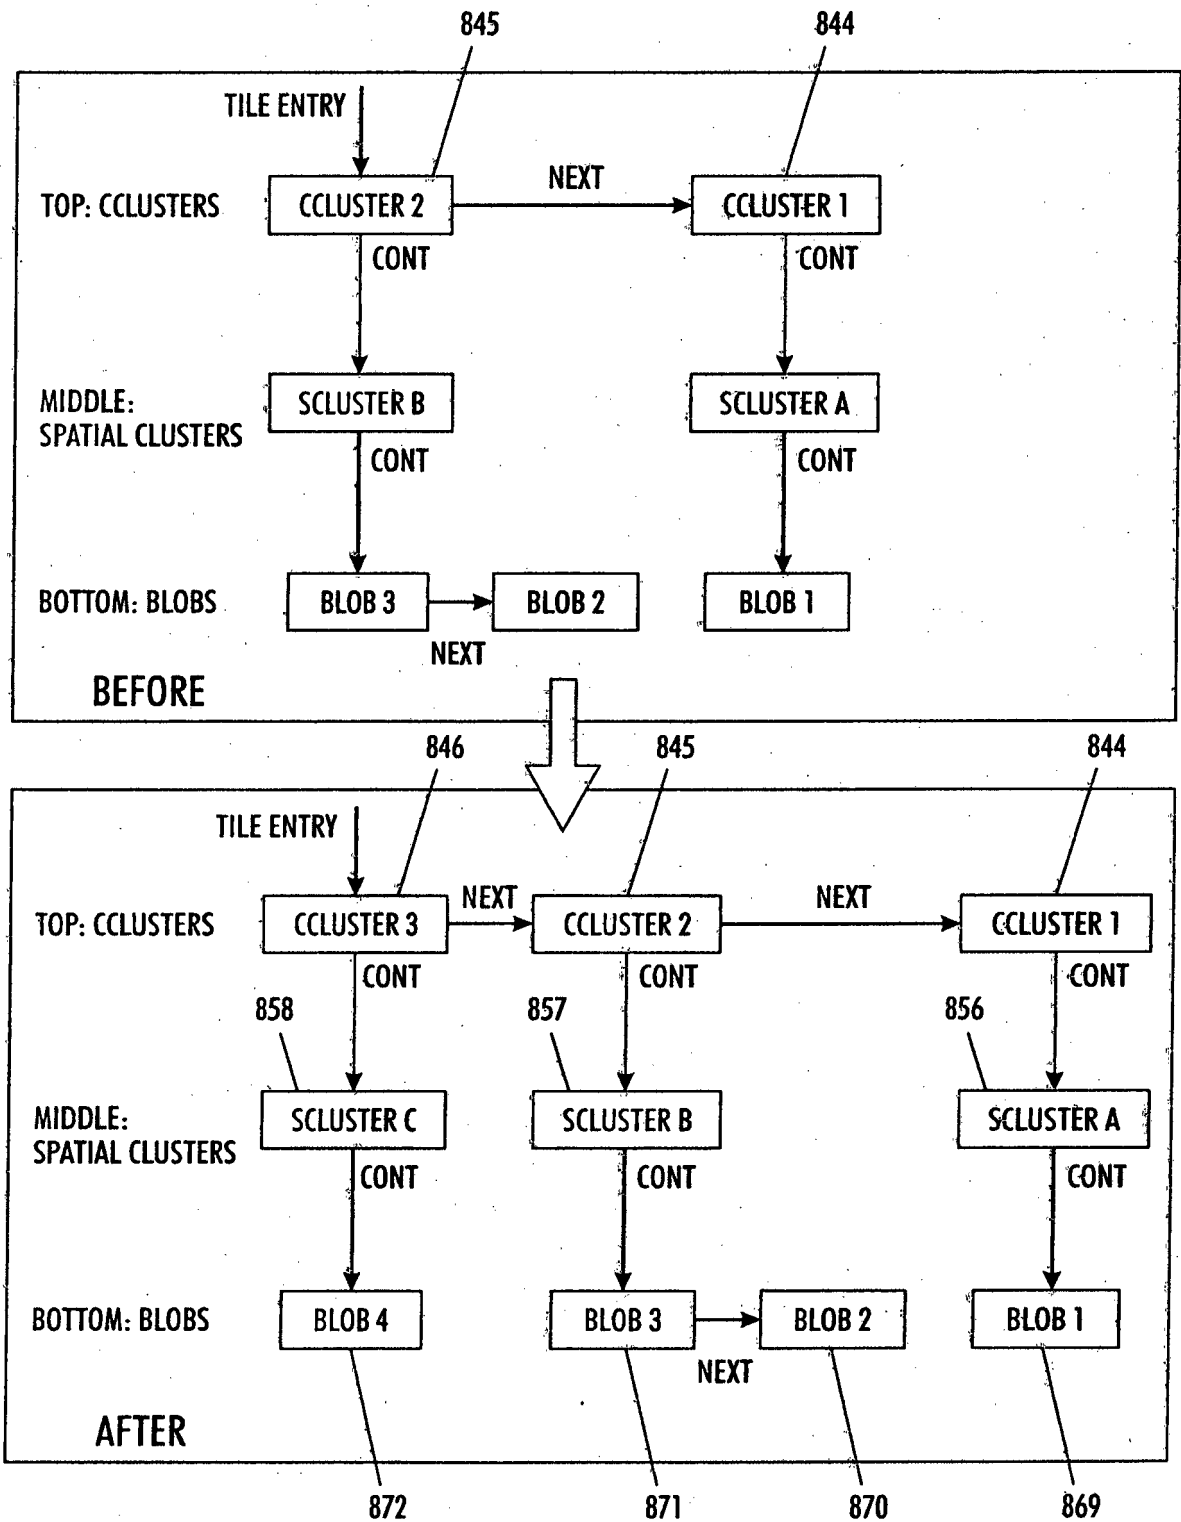 845
844
TILE ENTRY
NEXT
TOP: CCLUSTERS
CCLUSTER 2
CCLUSTER 1
CONT
CONT
MIDDLE:
SPATIAL CLUSTERS
SCLUSTER B
SCLUSTER A
CONT
CONT
BOTTOM: BLOBS
BLOB 3
BLOB 2
BLOB 1
NEXT
BEFORE
846
845
844
TILE ENTRY
NEXT
NEXT
TOP: CCLUSTERS
CCLUSTER 3
CCLUSTER 2
CCLUSTER 1
CONT
CONT
CONT
858
857
856
MIDDLE:
SPATIAL CLUSTERS
SCLUSTER C
SCLUSTER B
SCLUSTER A
CONT
CONT
CONT
BOTTOM: BLOBS
BLOB 4
BLOB 3
BLOB 2
BLOB 1
NEXT
AFTER
872
871
870
869